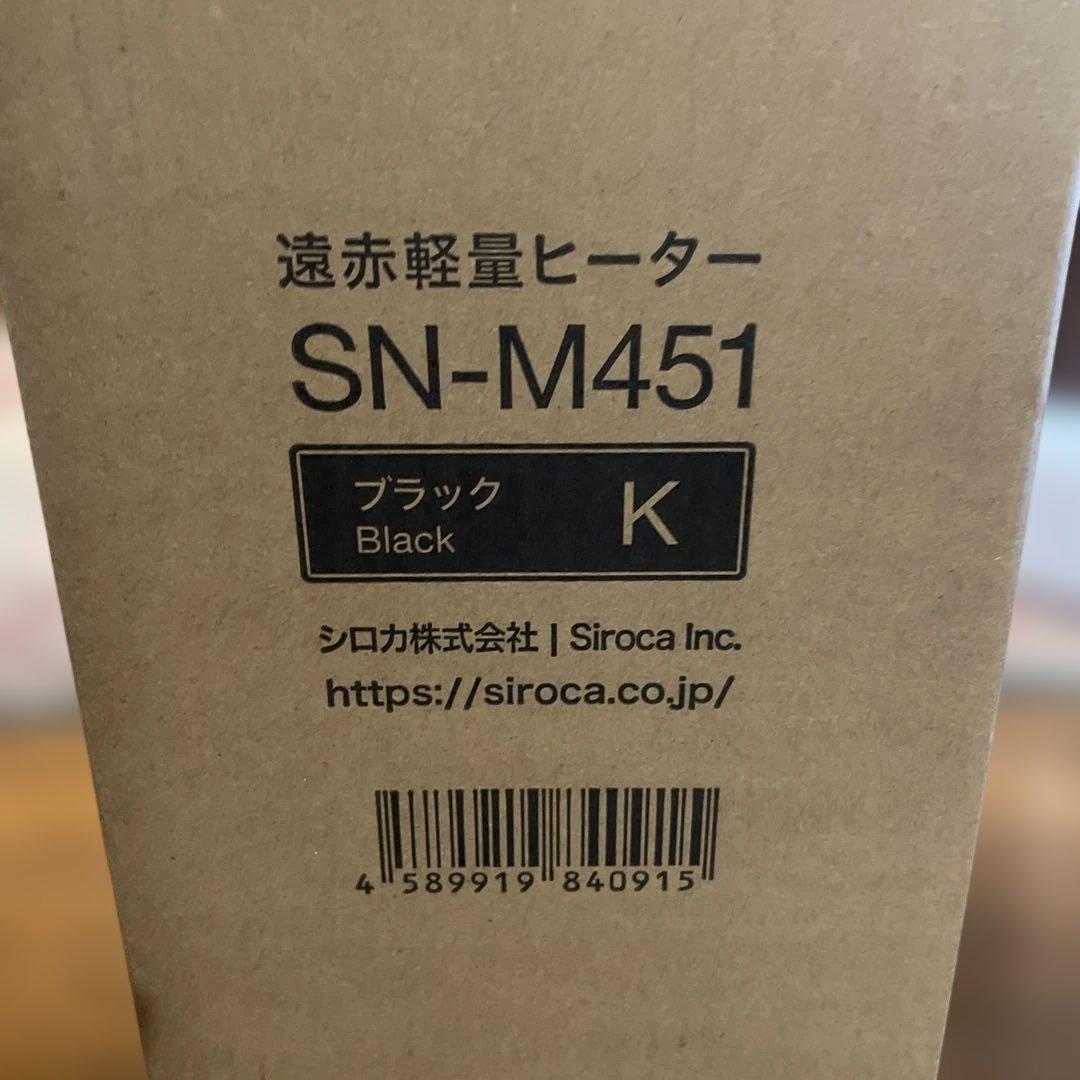 遠赤軽量ヒーター
SN-M451
ブラック
Black
K
シロカ株式会社 | Siroca Inc.
https://siroca.co.jp/
4 589919 840915